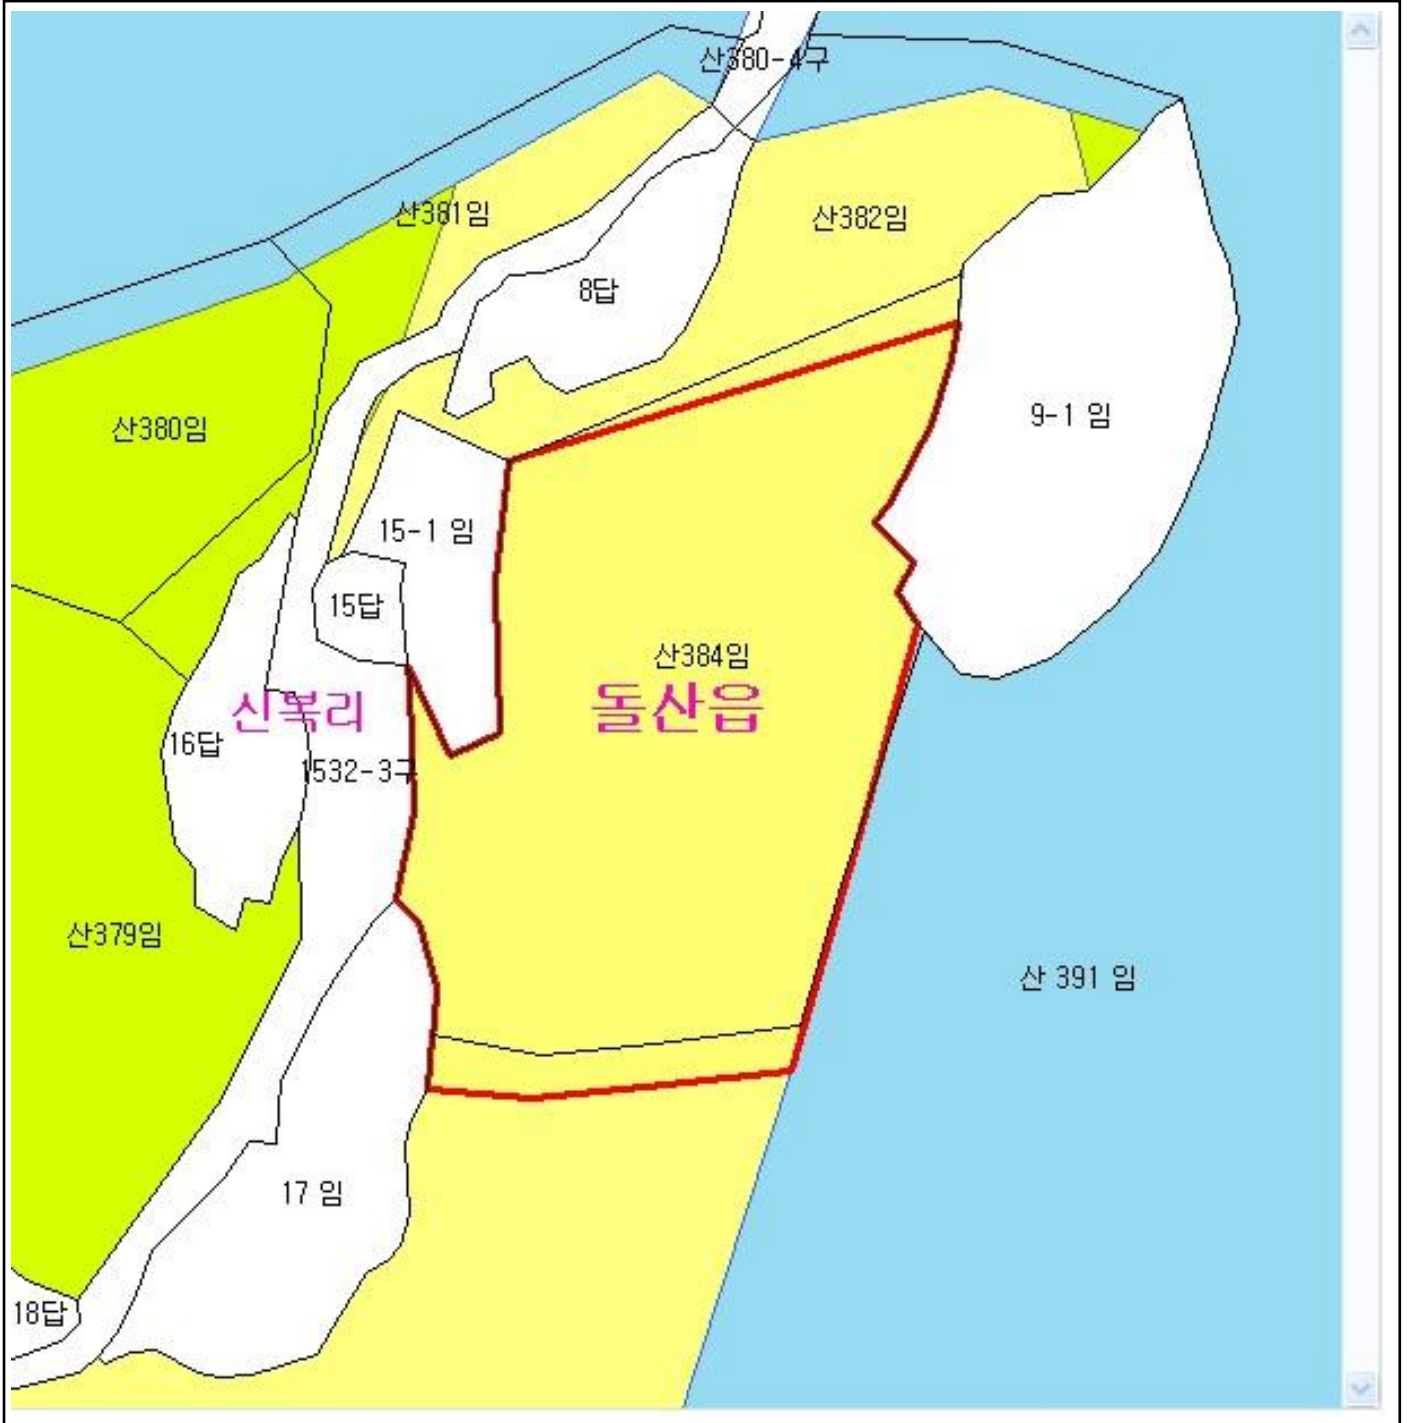 산380-4구
산381임
산382임
8답
9-1 임
산380임
15-1 임
15답
산384임
신복리
돌산읍
16답
1532-3구
산379임
산 391 임
17 임
18답